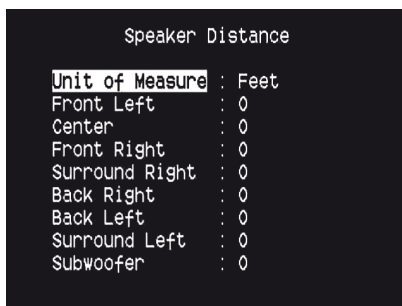 Speaker Distance
Unit of Measure : Feet
Front Left : 0
Center : 0
Front Right : 0
Surround Right : 0
Back Right : 0
Back Left : 0
Surround Left : 0
Subwoofer : 0